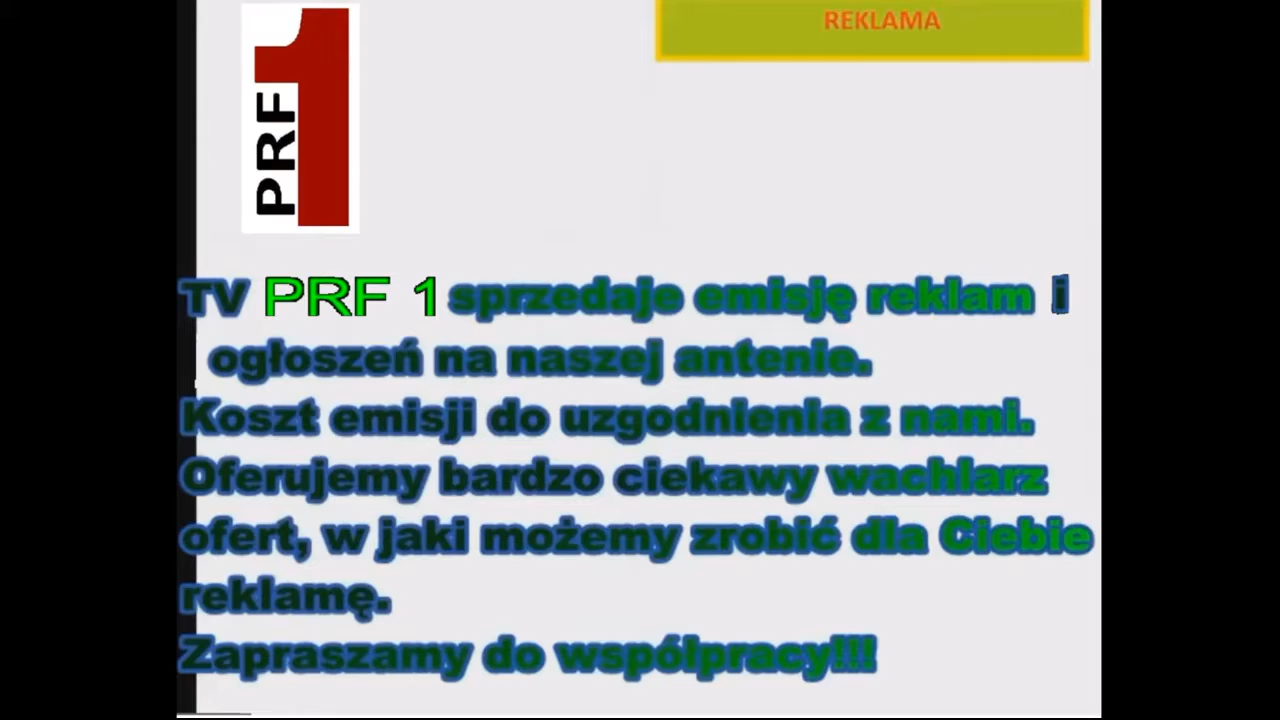 PRF 1
REKLAMA
TV PRF 1 sprzedaje emisję reklam i
ogłoszeń na naszej antenie.
Koszt emisji do uzgodnienia z nami.
Oferujemy bardzo ciekawy wachlarz
ofert, w jaki możemy zrobić dla Ciebie
reklamę.
Zapraszamy do współpracy!!!